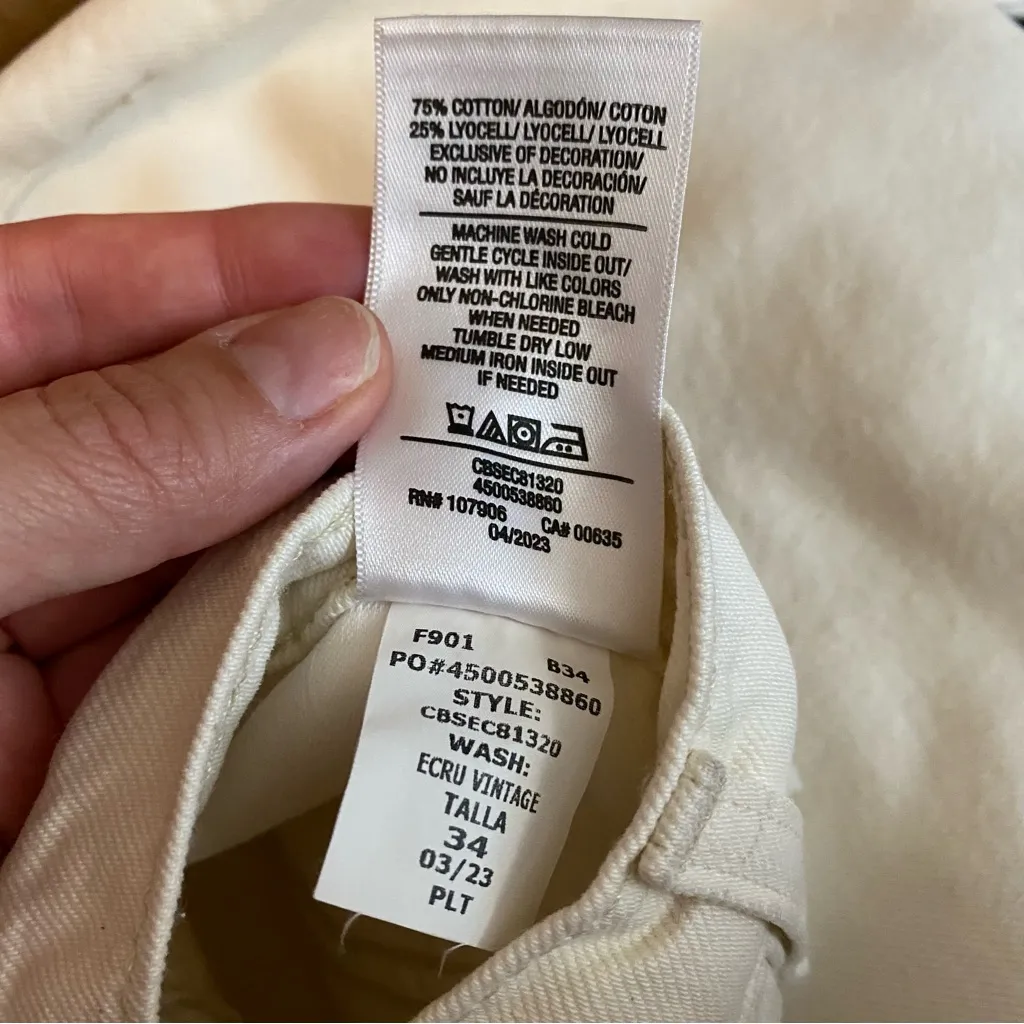 75% COTTON/ ALGODÓN/ COTON
25% LYOCELL/ LYOCELL/ LYOCELL
EXCLUSIVE OF DECORATION/
NO INCLUYE LA DECORACIÓN/
SAUF LA DÉCORATION
MACHINE WASH COLD
GENTLE CYCLE INSIDE OUT/
WASH WITH LIKE COLORS
ONLY NON-CHLORINE BLEACH
WHEN NEEDED
TUMBLE DRY LOW
MEDIUM IRON INSIDE OUT
IF NEEDED
CBSEC81320
4500538860
RN# 107906 CA# 00635
04/2023
F901 B34
PO#4500538860
STYLE:
CBSEC81320
WASH:
ECRU VINTAGE
TALLA
34
03/23
PLT